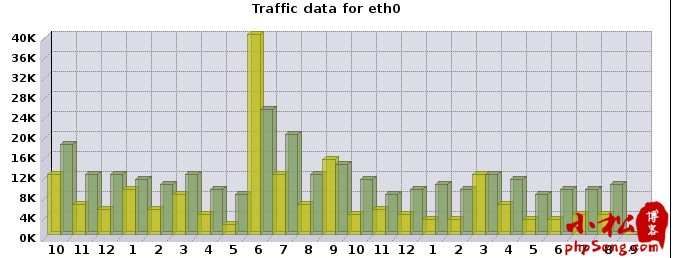 Traffic data for eth0
40K
36K
32K
28K
24K
20K
16K
12K
8K
4K
0K
10 11 12 1 2 3 4 5 6 7 8 9 10 11 12 1 2 3 4 5 6 7 8 9
小松
博客
phpSong.com